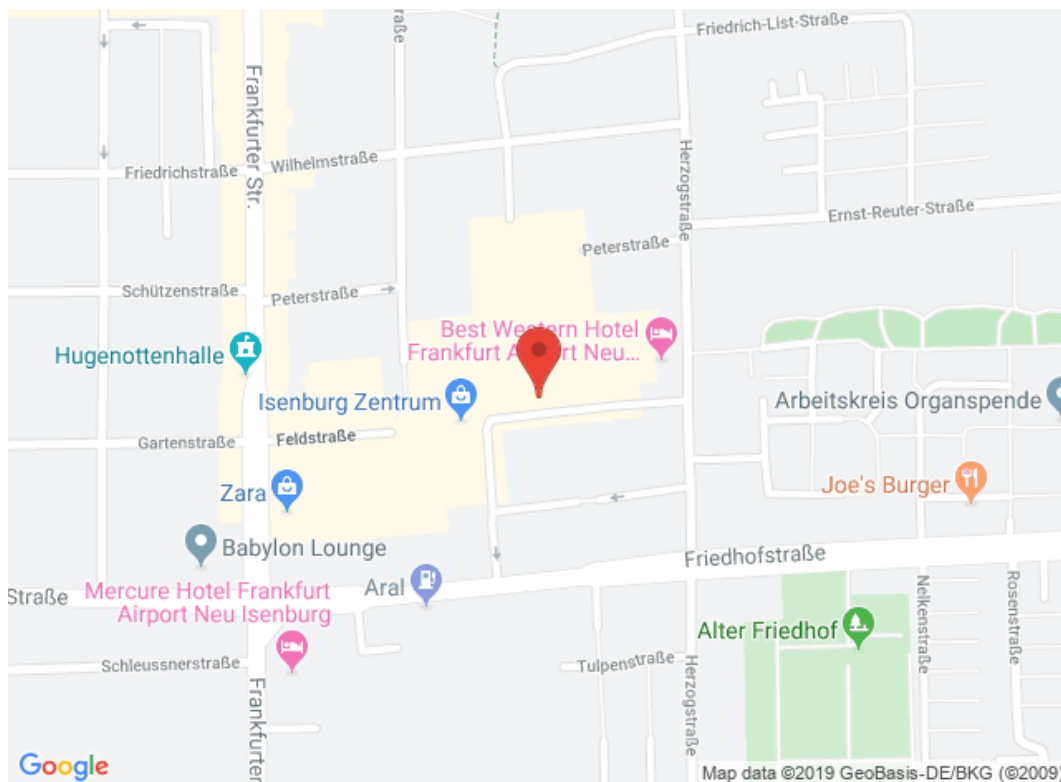 Friedrich-List-Straße
raße
Frankfurter Str.
Wilhelmstraße
Friedrichstraße
Herzogstraße
Ernst-Reuter-Straße
Peterstraße
Schützenstraße
Peterstraße
Best Western Hotel
Frankfurt Airport Neu...
Hugenottenhalle
Isenburg Zentrum
Arbeitskreis Organspende
Gartenstraße
Feldstraße
Joe's Burger
Zara
Babylon Lounge
Friedhofstraße
Straße
Mercure Hotel Frankfurt
Airport Neu Isenburg
Aral
Nelkenstraße
Rosenstraße
Alter Friedhof
Schleussnerstraße
Tulpenstraße
Herzogstraße
Frankfurter
Google
Map data ©2019 GeoBasis-DE/BKG (©2009)